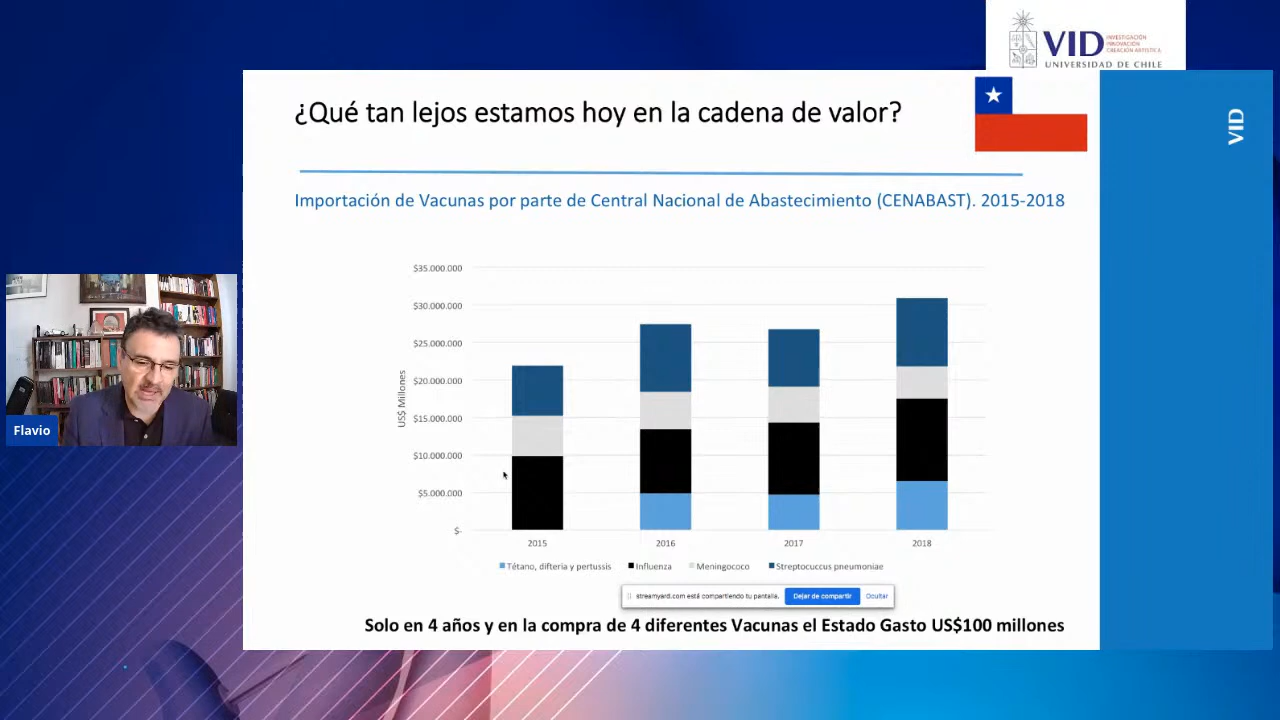 VID
INVESTIGACIÓN
INNOVACIÓN
CREACIÓN ARTÍSTICA
UNIVERSIDAD DE CHILE
¿Qué tan lejos estamos hoy en la cadena de valor?
VID
Importación de Vacunas por parte de Central Nacional de Abastecimiento (CENABAST). 2015-2018
US$ Millones
$35.000.000
$30.000.000
$25.000.000
$20.000.000
$15.000.000
$10.000.000
$5.000.000
$-
2015 2016 2017 2018
Tétano, difteria y pertussis Influenza Meningococo Streptocuccus pneumoniae
streamyard.com está compartiendo tu pantalla. Dejar de compartir Ocultar
Solo en 4 años y en la compra de 4 diferentes Vacunas el Estado Gasto US$100 millones
Flavio